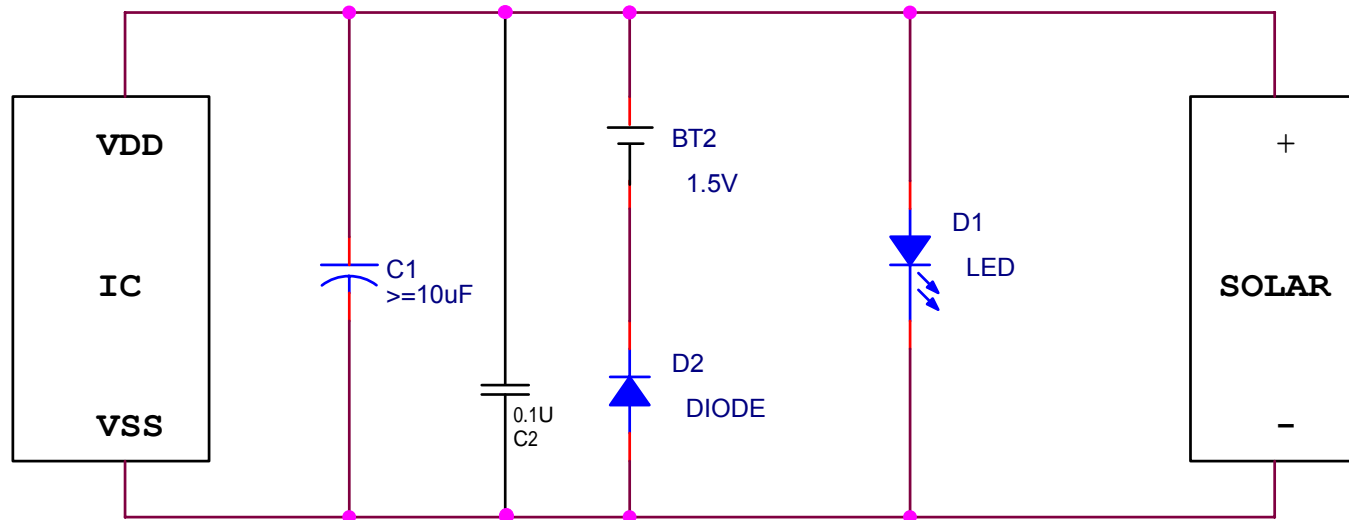 VDD
IC
VSS
C1
>=10uF
0.1U
C2
BT2
1.5V
D2
DIODE
D1
LED
+
SOLAR
-